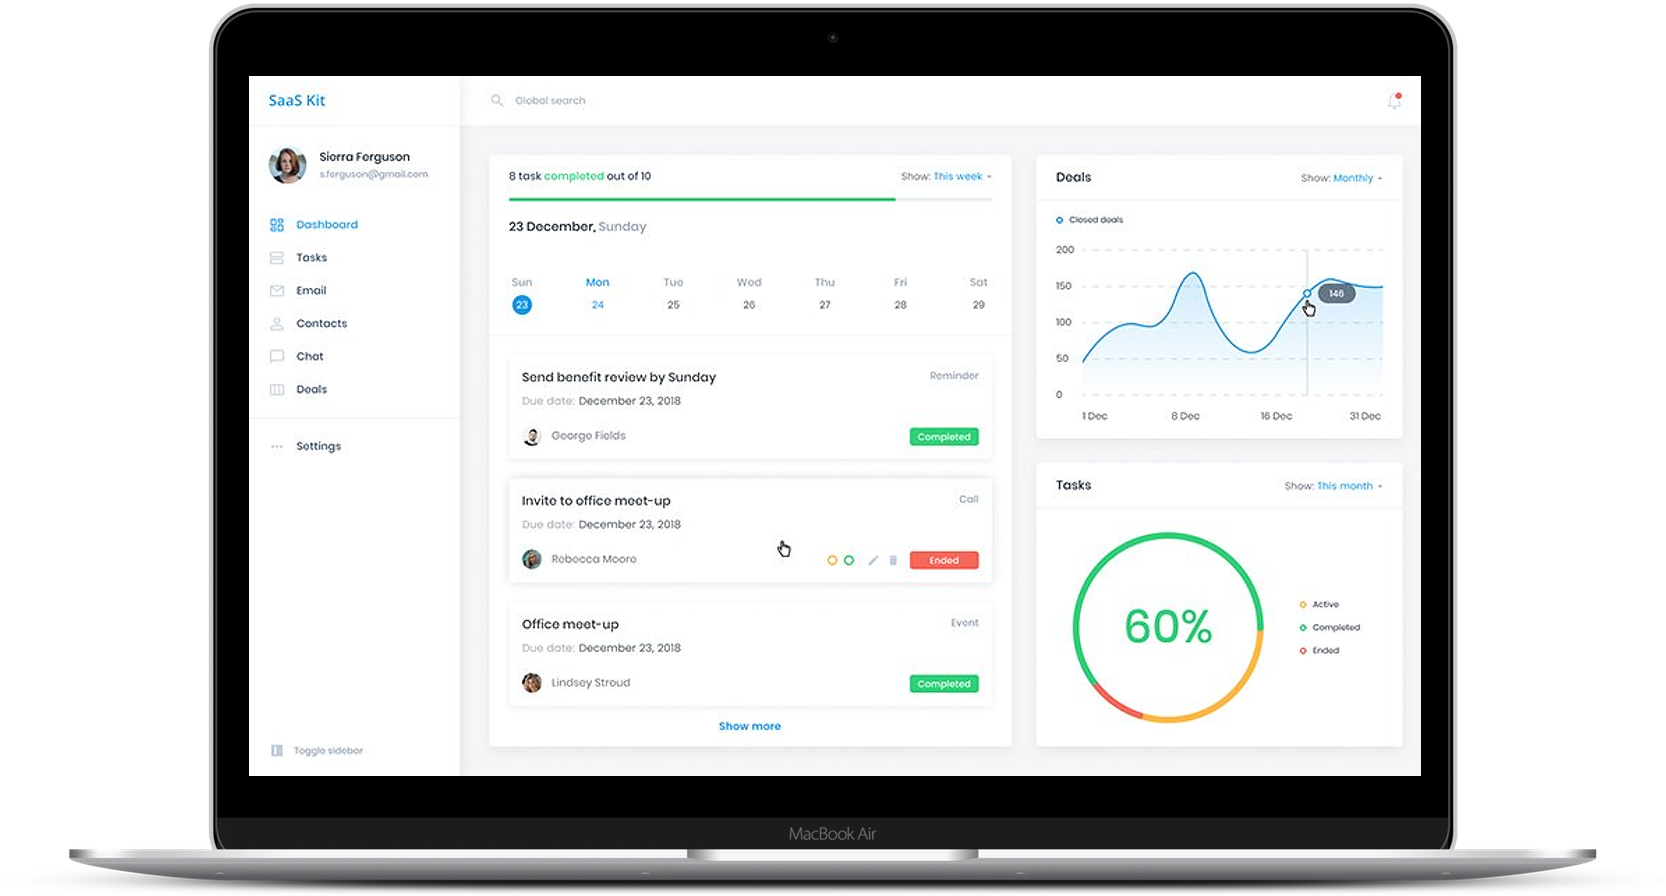 SaaS Kit
Global search
Sierra Ferguson
s.ferguson@gmail.com
Dashboard
Tasks
Email
Contacts
Chat
Deals
Settings
Toggle sidebar
8 task completed out of 10
Show: This week
23 December, Sunday
Sun Mon Tue Wed Thu Fri Sat
23 24 25 26 27 28 29
Send benefit review by Sunday
Reminder
Due date: December 23, 2018
George Fields
Completed
Invite to office meet-up
Call
Due date: December 23, 2018
Rebecca Moore
Ended
Office meet-up
Event
Due date: December 23, 2018
Lindsey Stroud
Completed
Show more
Deals
Show: Monthly
Closed deals
200
150
100
50
0
146
1 Dec 8 Dec 16 Dec 31 Dec
Tasks
Show: This month
60%
Active
Completed
Ended
MacBook Air